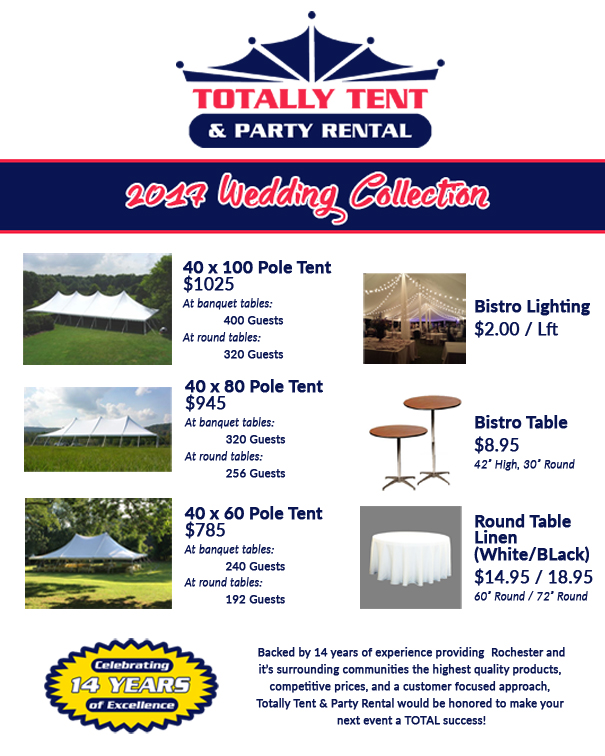 TOTALLY TENT
& PARTY RENTAL
2017 Wedding Collection
40 x 100 Pole Tent
$1025
At banquet tables:
400 Guests
At round tables:
320 Guests
40 x 80 Pole Tent
$945
At banquet tables:
320 Guests
At round tables:
256 Guests
40 x 60 Pole Tent
$785
At banquet tables:
240 Guests
At round tables:
192 Guests
Bistro Lighting
$2.00 / Lft
Bistro Table
$8.95
42" High, 30" Round
Round Table
Linen
(White/BLack)
$14.95 / 18.95
60" Round / 72" Round
Celebrating
14 YEARS
of Excellence
Backed by 14 years of experience providing Rochester and
it's surrounding communities the highest quality products,
competitive prices, and a customer focused approach,
Totally Tent & Party Rental would be honored to make your
next event a TOTAL success!